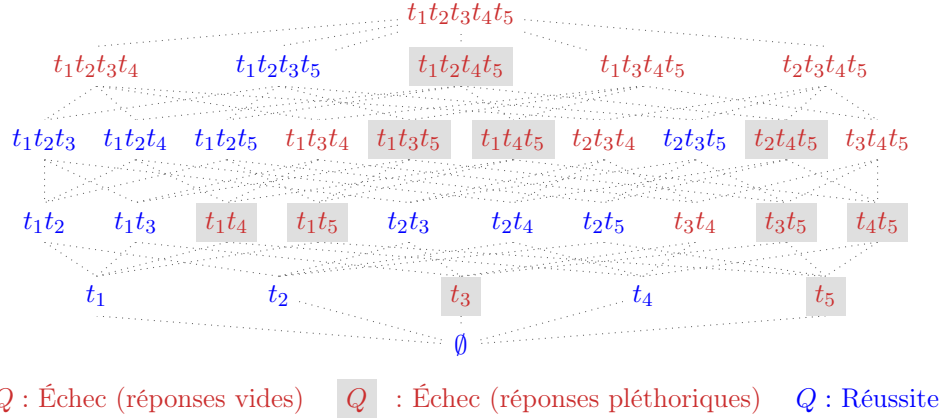 t₁t₂t₃t₄t₅
t₁t₂t₃t₄ t₁t₂t₃t₅ t₁t₂t₄t₅ t₁t₃t₄t₅ t₂t₃t₄t₅
t₁t₂t₃ t₁t₂t₄ t₁t₂t₅ t₁t₃t₄ t₁t₃t₅ t₁t₄t₅ t₂t₃t₄ t₂t₃t₅ t₂t₄t₅ t₃t₄t₅
t₁t₂ t₁t₃ t₁t₄ t₁t₅ t₂t₃ t₂t₄ t₂t₅ t₃t₄ t₃t₅ t₄t₅
t₁ t₂ t₃ t₄ t₅
∅
Q : Échec (réponses vides) Q : Échec (réponses pléthoriques) Q : Réussite